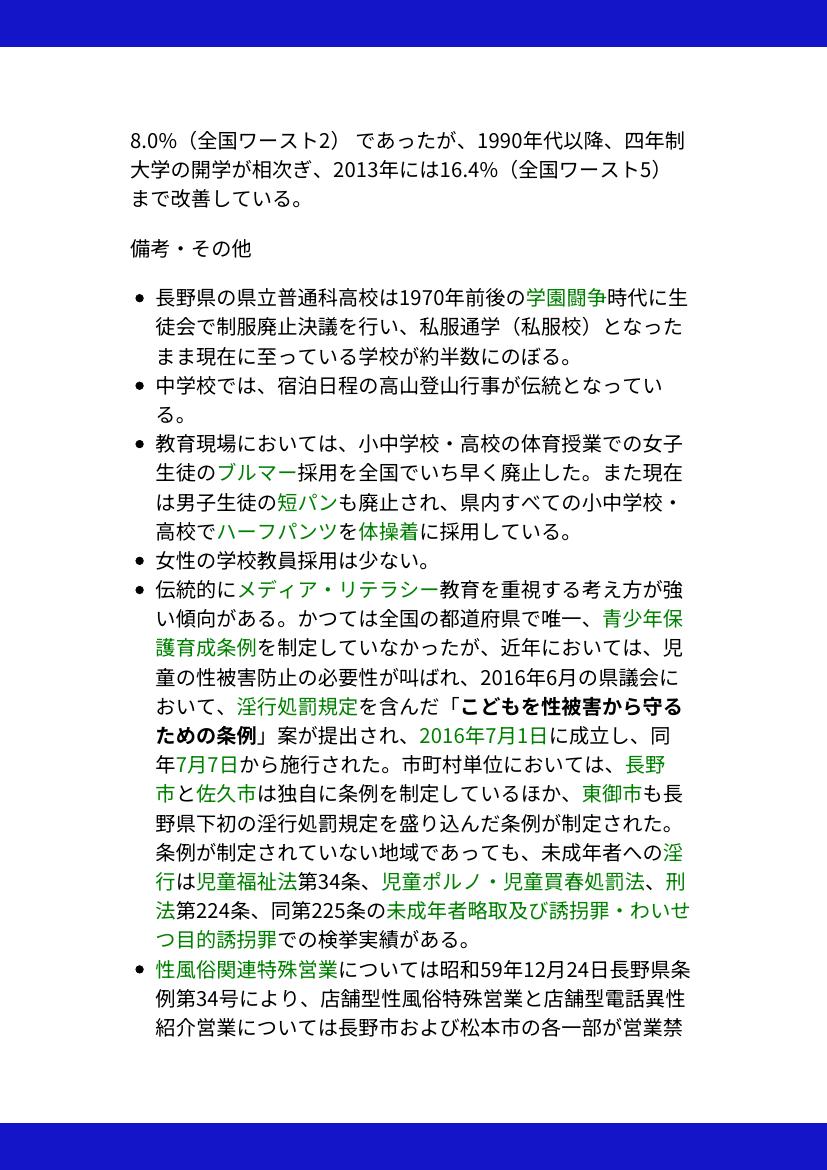 8.0%（全国ワースト2） であったが、1990年代以降、四年制
大学の開学が相次ぎ、2013年には16.4%（全国ワースト5）
まで改善している。
備考・その他
• 長野県の県立普通科高校は1970年前後の学園闘争時代に生
徒会で制服廃止決議を行い、私服通学（私服校）となった
まま現在に至っている学校が約半数にのぼる。
• 中学校では、宿泊日程の高山登山行事が伝統となってい
る。
• 教育現場においては、小中学校・高校の体育授業での女子
生徒のブルマー採用を全国でいち早く廃止した。また現在
は男子生徒の短パンも廃止され、県内すべての小中学校・
高校でハーフパンツを体操着に採用している。
• 女性の学校教員採用は少ない。
• 伝統的にメディア・リテラシー教育を重視する考え方が強
い傾向がある。かつては全国の都道府県で唯一、青少年保
護育成条例を制定していなかったが、近年においては、児
童の性被害防止の必要性が叫ばれ、2016年6月の県議会に
おいて、淫行処罰規定を含んだ「こどもを性被害から守る
ための条例」案が提出され、2016年7月1日に成立し、同
年7月7日から施行された。市町村単位においては、長野
市と佐久市は独自に条例を制定しているほか、東御市も長
野県下初の淫行処罰規定を盛り込んだ条例が制定された。
条例が制定されていない地域であっても、未成年者への淫
行は児童福祉法第34条、児童ポルノ・児童買春処罰法、刑
法第224条、同第225条の未成年者略取及び誘拐罪・わいせ
つ目的誘拐罪での検挙実績がある。
• 性風俗関連特殊営業については昭和59年12月24日長野県条
例第34号により、店舗型性風俗特殊営業と店舗型電話異性
紹介営業については長野市および松本市の各一部が営業禁